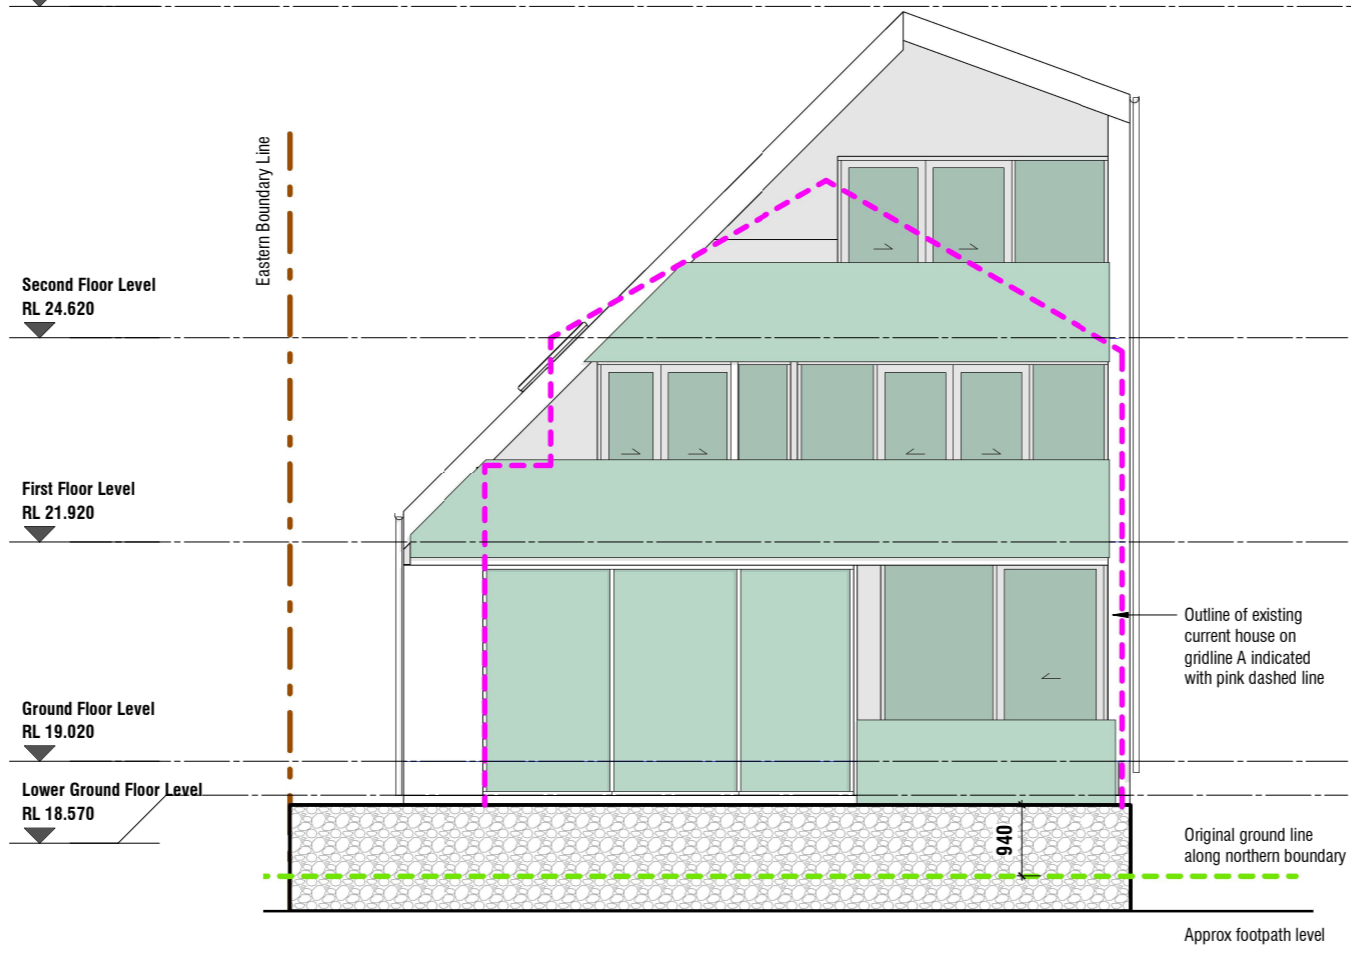 Eastern Boundary Line
Second Floor Level
RL 24.620
First Floor Level
RL 21.920
Outline of existing
current house on
gridline A indicated
with pink dashed line
Ground Floor Level
RL 19.020
Lower Ground Floor Level
RL 18.570
940
Original ground line
along northern boundary
Approx footpath level